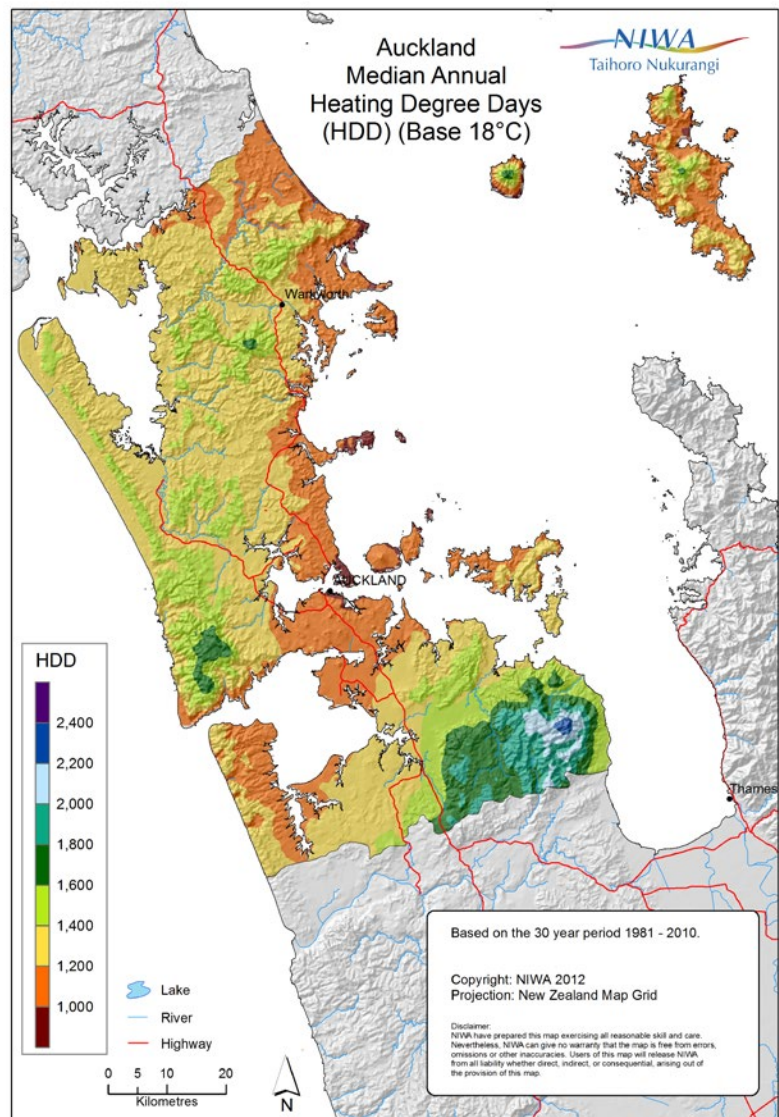 Auckland
Median Annual
Heating Degree Days
(HDD) (Base 18°C)
NIWA
Taihoro Nukurangi
Warkworth
AUCKLAND
Thames
HDD
2,400
2,200
2,000
1,800
1,600
1,400
1,200
1,000
Lake
River
Highway
0 10 20
Kilometres
N
Based on the 30 year period 1981 - 2010.
Copyright: NIWA 2012
Projection: New Zealand Map Grid
Disclaimer:
NIWA have prepared this map exercising all reasonable skill and care.
Nevertheless, NIWA can give no warranty that the map is free from errors,
omissions or other inaccuracies. Users of this map will release NIWA
from all liability whether direct, indirect, or consequential, arising out of
the provision of this map.